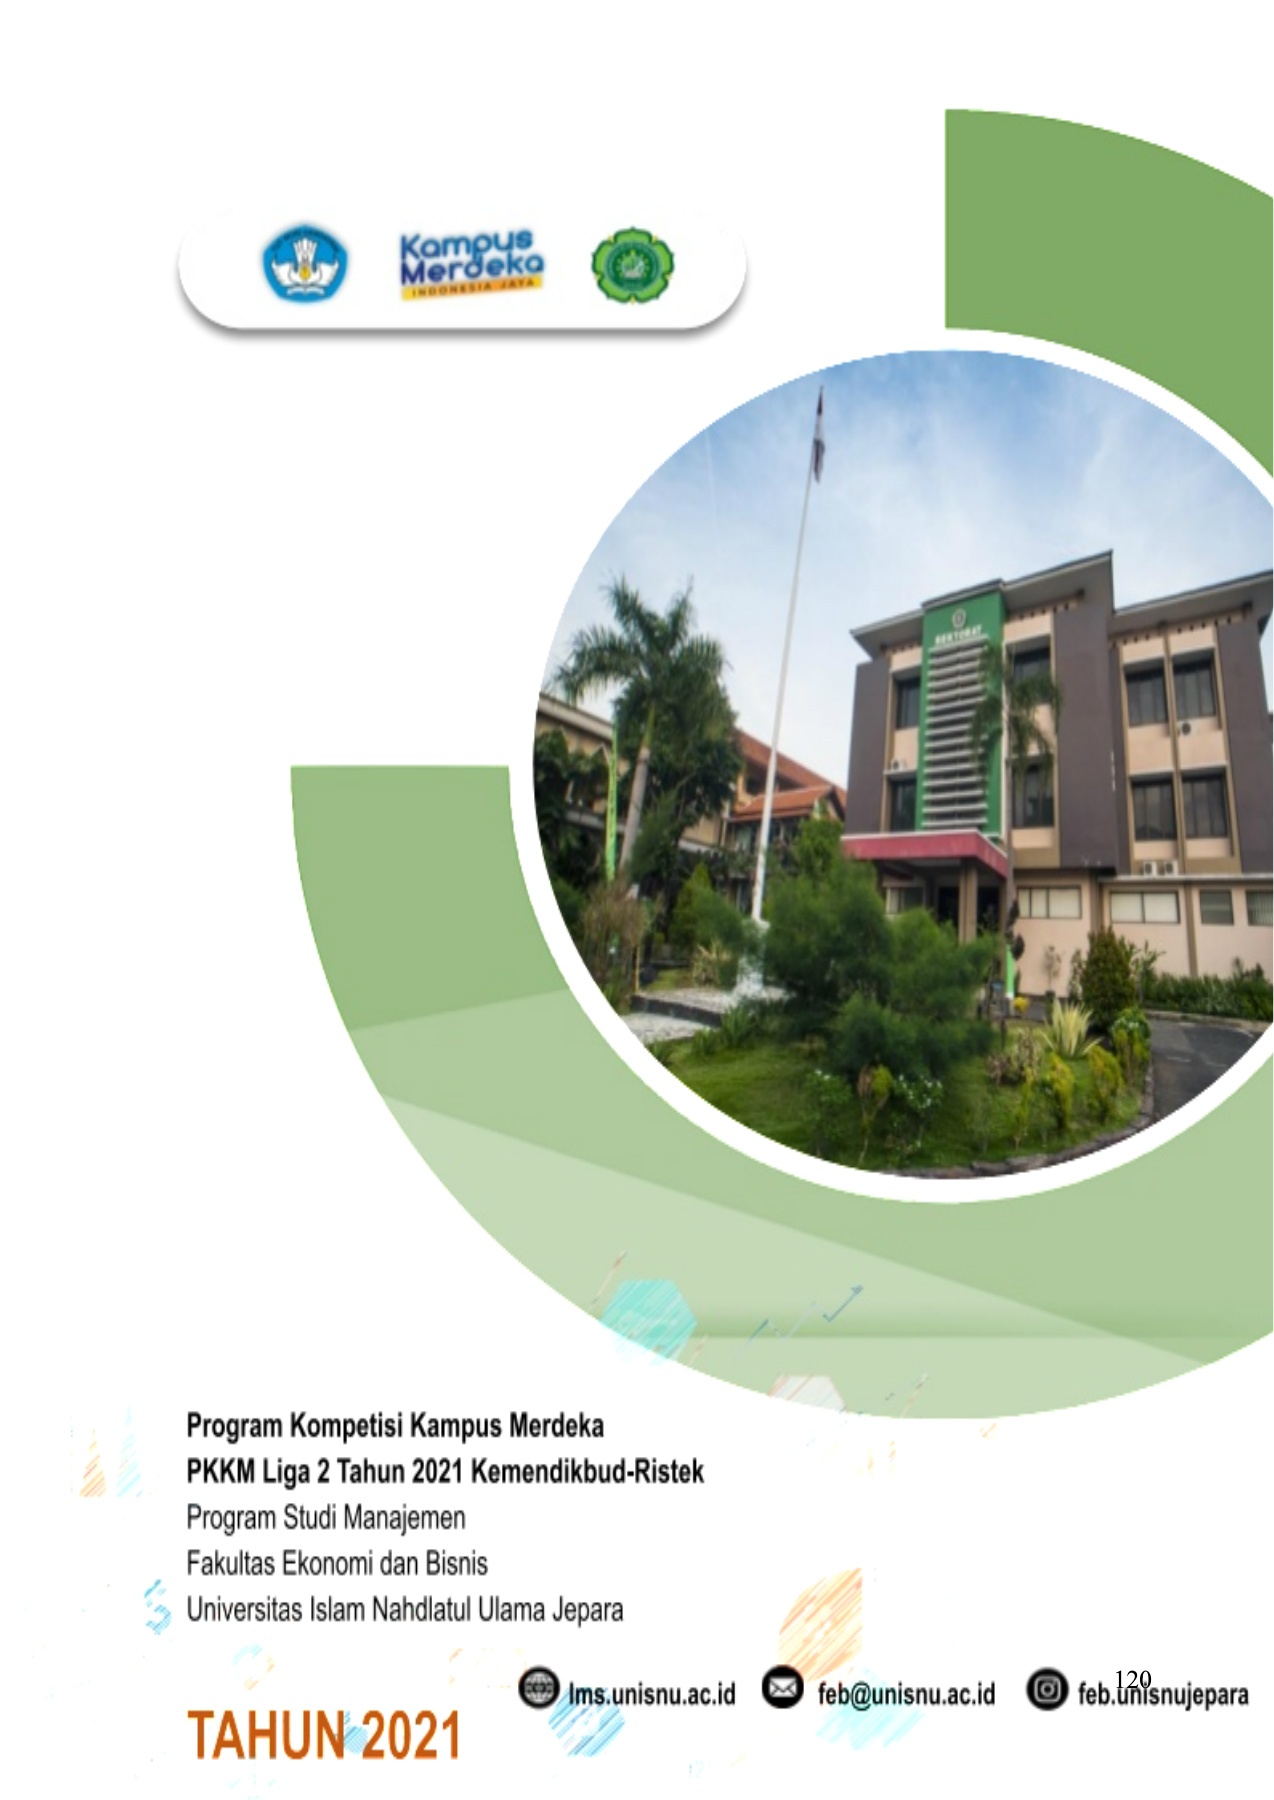 Kampus
Merdeka
INDONESIA JAYA
REKTORAT
Program Kompetisi Kampus Merdeka
PKKM Liga 2 Tahun 2021 Kemendikbud-Ristek
Program Studi Manajemen
Fakultas Ekonomi dan Bisnis
Universitas Islam Nahdlatul Ulama Jepara
120
lms.unisnu.ac.id feb@unisnu.ac.id feb.unisnujepara
TAHUN 2021